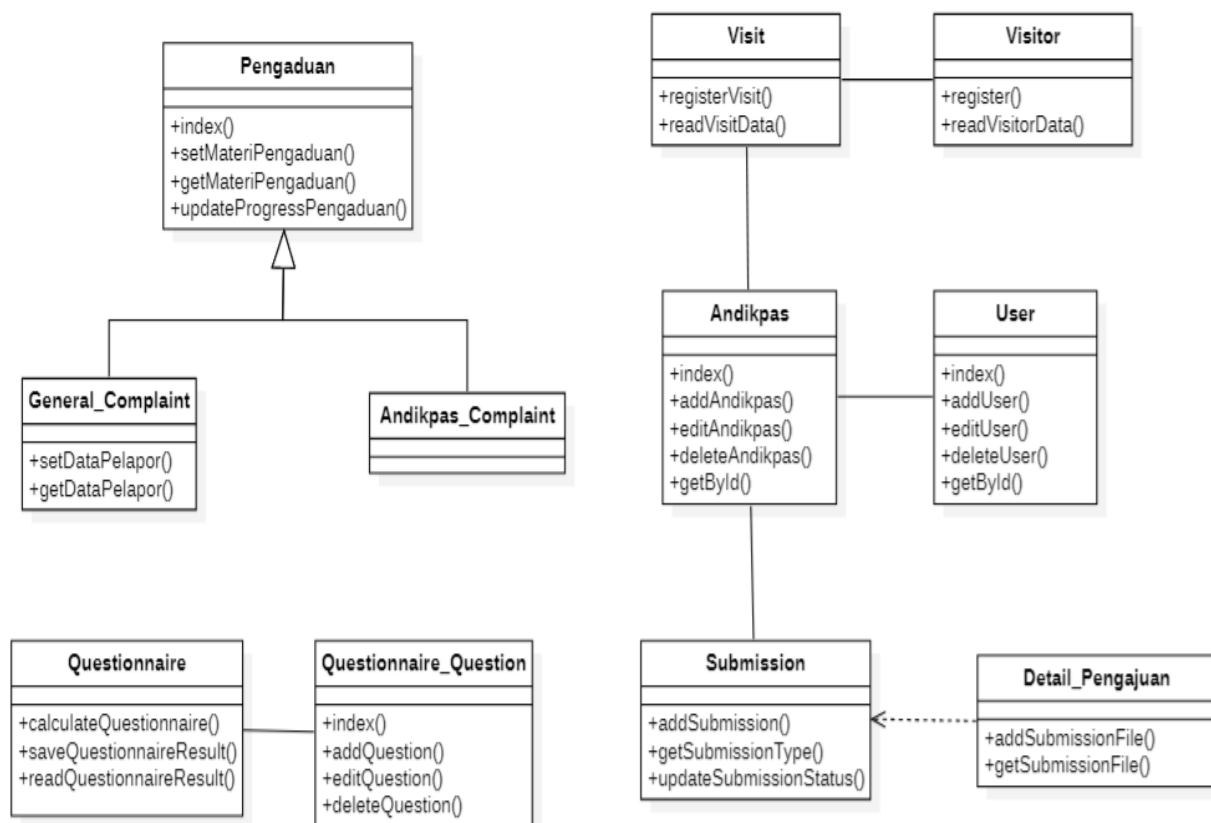 Pengaduan
+index()
+setMateriPengaduan()
+getMateriPengaduan()
+updateProgressPengaduan()
General_Complaint
+setDataPelapor()
+getDataPelapor()
Andikpas_Complaint
Visit
+registerVisit()
+readVisitData()
Visitor
+register()
+readVisitorData()
Andikpas
+index()
+addAndikpas()
+editAndikpas()
+deleteAndikpas()
+getById()
User
+index()
+addUser()
+editUser()
+deleteUser()
+getById()
Questionnaire
+calculateQuestionnaire()
+saveQuestionnaireResult()
+readQuestionnaireResult()
Questionnaire_Question
+index()
+addQuestion()
+editQuestion()
+deleteQuestion()
Submission
+addSubmission()
+getSubmissionType()
+updateSubmissionStatus()
Detail_Pengajuan
+addSubmissionFile()
+getSubmissionFile()